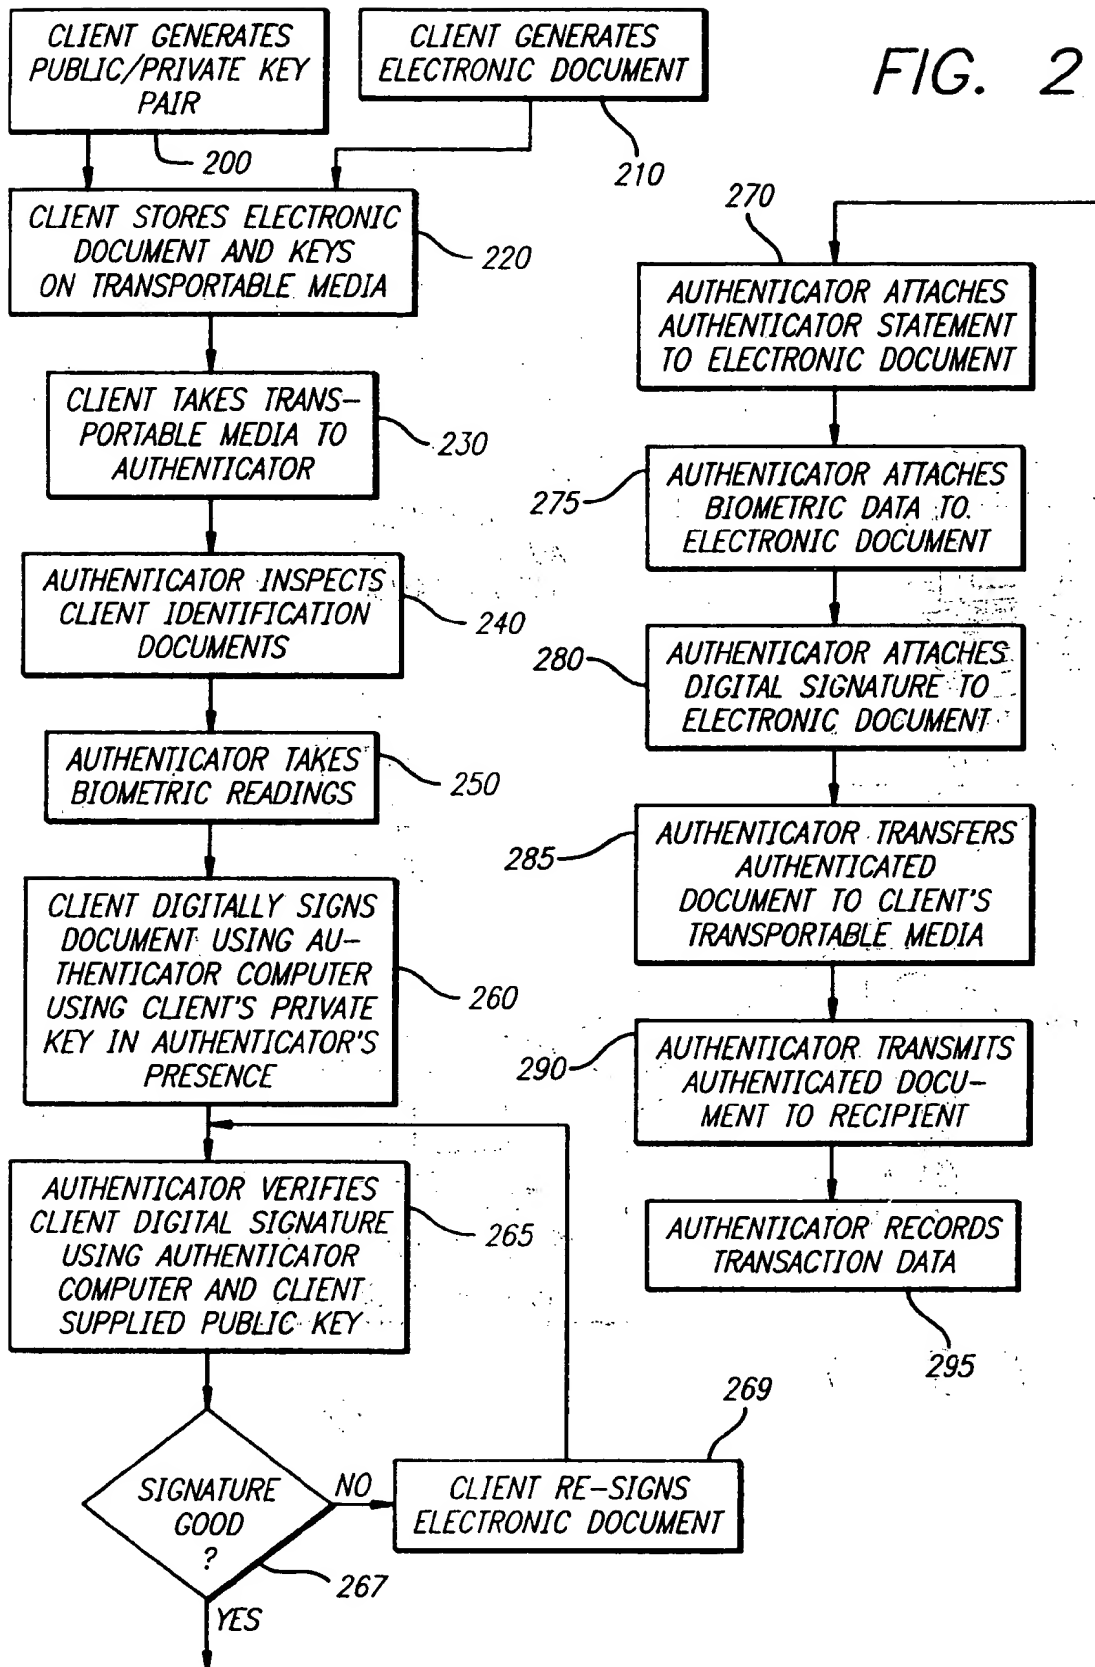 CLIENT GENERATES
PUBLIC/PRIVATE KEY
PAIR
200
CLIENT GENERATES
ELECTRONIC DOCUMENT
210
FIG. 2
CLIENT STORES ELECTRONIC
DOCUMENT AND KEYS
ON TRANSPORTABLE MEDIA
220
CLIENT TAKES TRANS-
PORTABLE MEDIA TO
AUTHENTICATOR
230
AUTHENTICATOR INSPECTS
CLIENT IDENTIFICATION
DOCUMENTS
240
AUTHENTICATOR TAKES
BIOMETRIC READINGS
250
CLIENT DIGITALLY SIGNS
DOCUMENT USING AU-
THENTICATOR COMPUTER
USING CLIENT'S PRIVATE
KEY IN AUTHENTICATOR'S
PRESENCE
260
AUTHENTICATOR VERIFIES
CLIENT DIGITAL SIGNATURE
USING AUTHENTICATOR
COMPUTER AND CLIENT
SUPPLIED PUBLIC KEY
265
SIGNATURE
GOOD
?
267
NO
YES
CLIENT RE-SIGNS
ELECTRONIC DOCUMENT
269
270
AUTHENTICATOR ATTACHES
AUTHENTICATOR STATEMENT
TO ELECTRONIC DOCUMENT
275
AUTHENTICATOR ATTACHES
BIOMETRIC DATA TO
ELECTRONIC DOCUMENT
280
AUTHENTICATOR ATTACHES
DIGITAL SIGNATURE TO
ELECTRONIC DOCUMENT
285
AUTHENTICATOR TRANSFERS
AUTHENTICATED
DOCUMENT TO CLIENT'S
TRANSPORTABLE MEDIA
290
AUTHENTICATOR TRANSMITS
AUTHENTICATED DOCU-
MENT TO RECIPIENT
AUTHENTICATOR RECORDS
TRANSACTION DATA
295